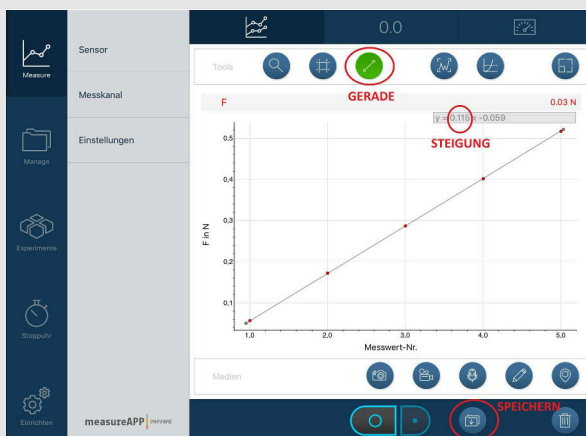 0.0
Measure
Manage
Experimente
Stoppuhr
Einrichten
Sensor
Messkanal
Einstellungen
measureAPP PHYWE
Tools
GERADE
F
0.03 N
y = 0.115 x -0.059
STEIGUNG
F in N
0,5
0,4
0,3
0,2
0,1
1,0 2,0 3,0 4,0 5,0
Messwert-Nr.
Medien
SPEICHERN